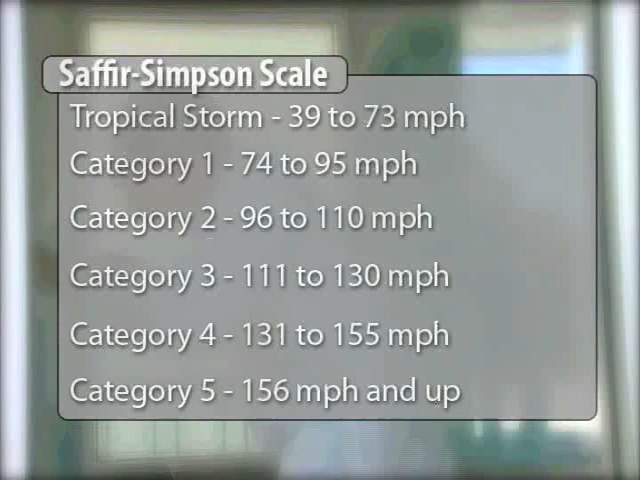 Saffir-Simpson Scale
Tropical Storm - 39 to 73 mph
Category 1 - 74 to 95 mph
Category 2 - 96 to 110 mph
Category 3 - 111 to 130 mph
Category 4 - 131 to 155 mph
Category 5 - 156 mph and up